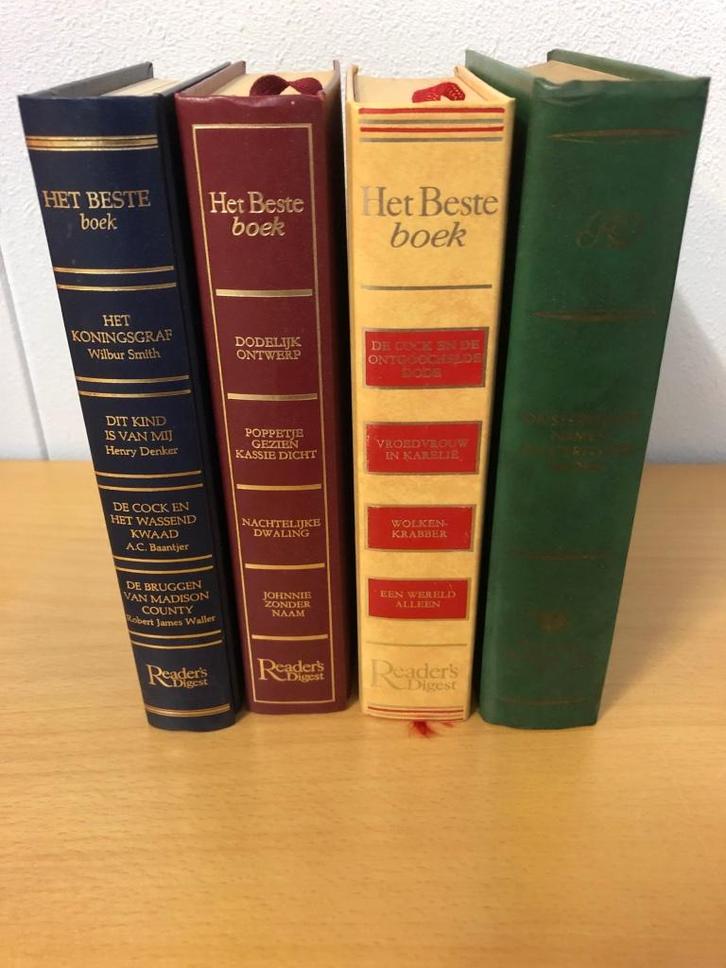 HET BESTE
boek
HET
KONINGSGRAF
Wilbur Smith
DIT KIND
IS VAN MIJ
Henry Denker
DE COCK EN
HET WASSEND
KWAAD
A.C. Baantjer
DE BRUGGEN
VAN MADISON
COUNTY
Robert James Waller
Reader's
Digest
Het Beste
boek
DODELIJK
ONTWERP
POPPETJE
GEZIEN
KASSIE DICHT
NACHTELIJKE
DWALING
JOHNNIE
ZONDER
NAAM
Reader's
Digest
Het Beste
boek
DE COCK EN DE
ONTGOOCHELDE
DODE
VROEDVROUW
IN KARELIË
WOLKEN-
KRABBER
EEN WERELD
ALLEEN
Reader's
Digest